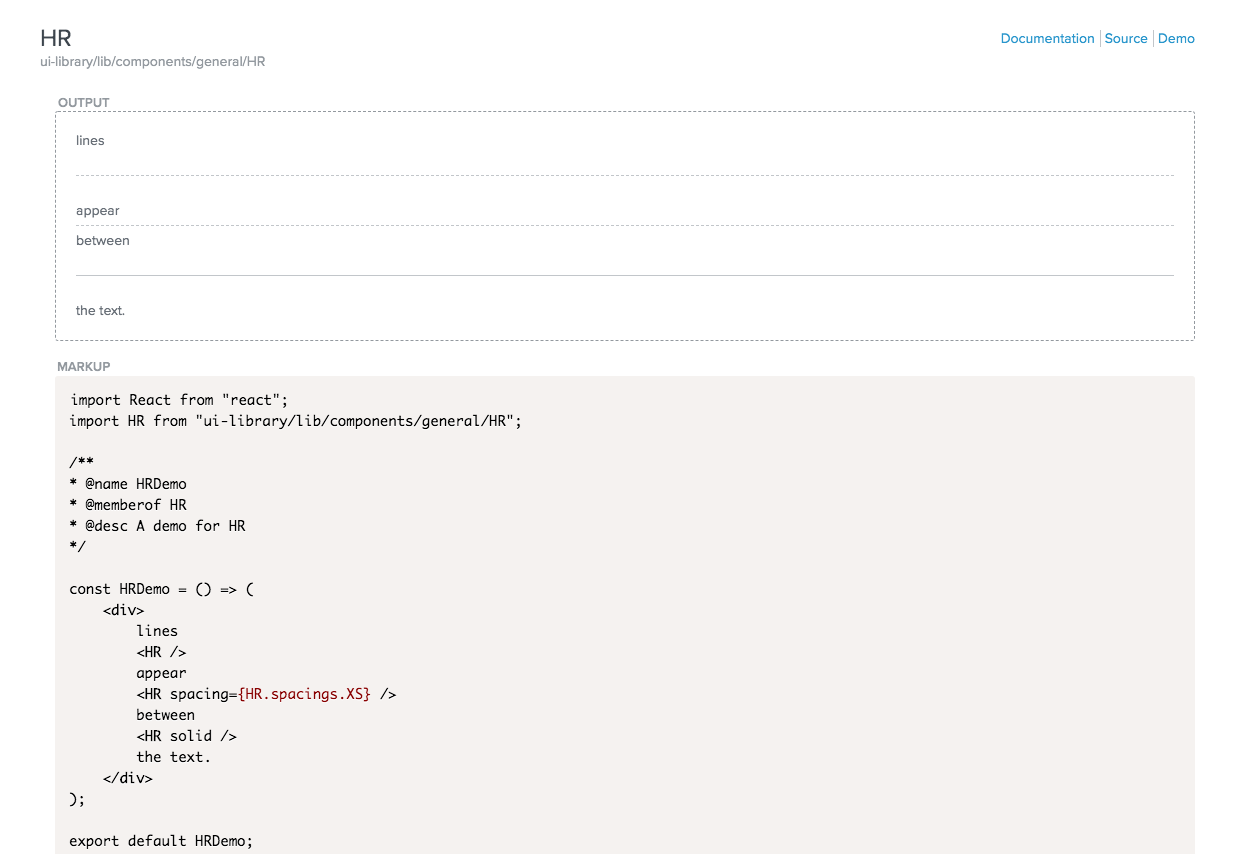 HR
Documentation Source Demo
ui-library/lib/components/general/HR
OUTPUT
lines
appear
between
the text.
MARKUP
import React from "react";
import HR from "ui-library/lib/components/general/HR";
/**
* @name HRDemo
* @memberof HR
* @desc A demo for HR
*/
const HRDemo = () => (
<div>
lines
<HR />
appear
<HR spacing={HR.spacings.XS} />
between
<HR solid />
the text.
</div>
);
export default HRDemo;